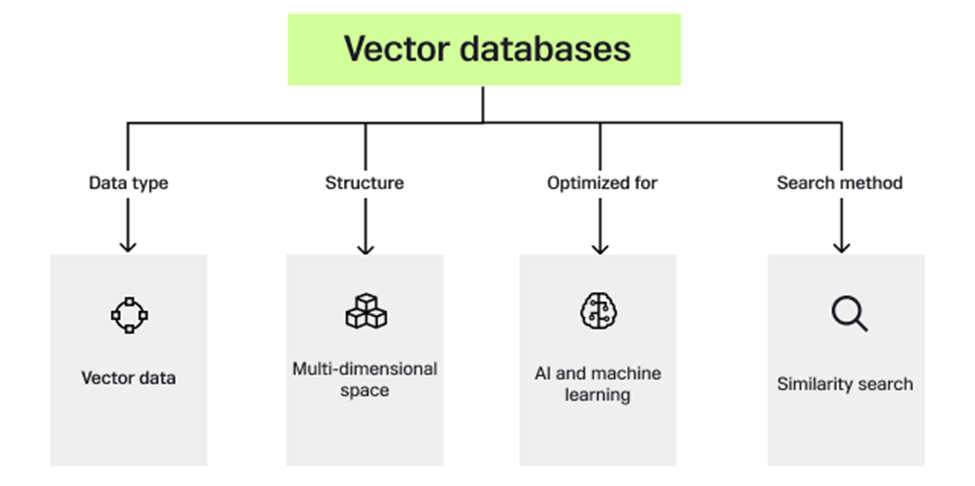 Vector databases
Data type
Structure
Optimized for
Search method
Vector data
Multi-dimensional
space
AI and machine
learning
Similarity search